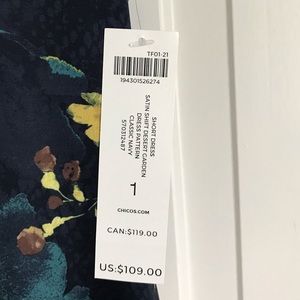 TF01-21
194301526274
SHORT DRESS
SATIN SHIFT DESERT GARDEN
DRESS PATTERN
CLASSIC NAVY
570312487
1
CHICOS.COM
CAN:$119.00
US:$109.00